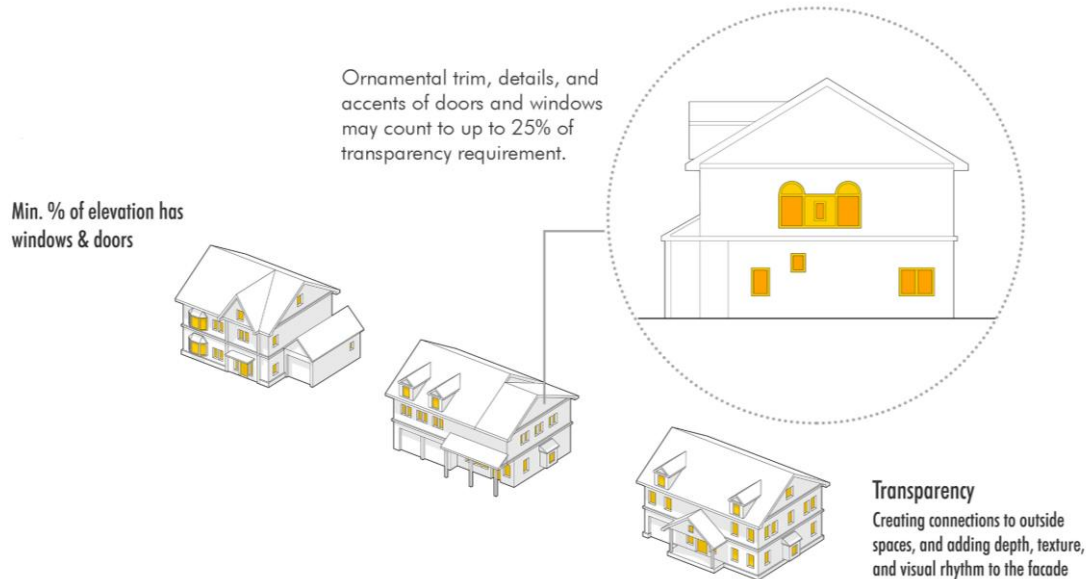 Ornamental trim, details, and
accents of doors and windows
may count to up to 25% of
transparency requirement.
Min. % of elevation has
windows & doors
Transparency
Creating connections to outside
spaces, and adding depth, texture,
and visual rhythm to the facade